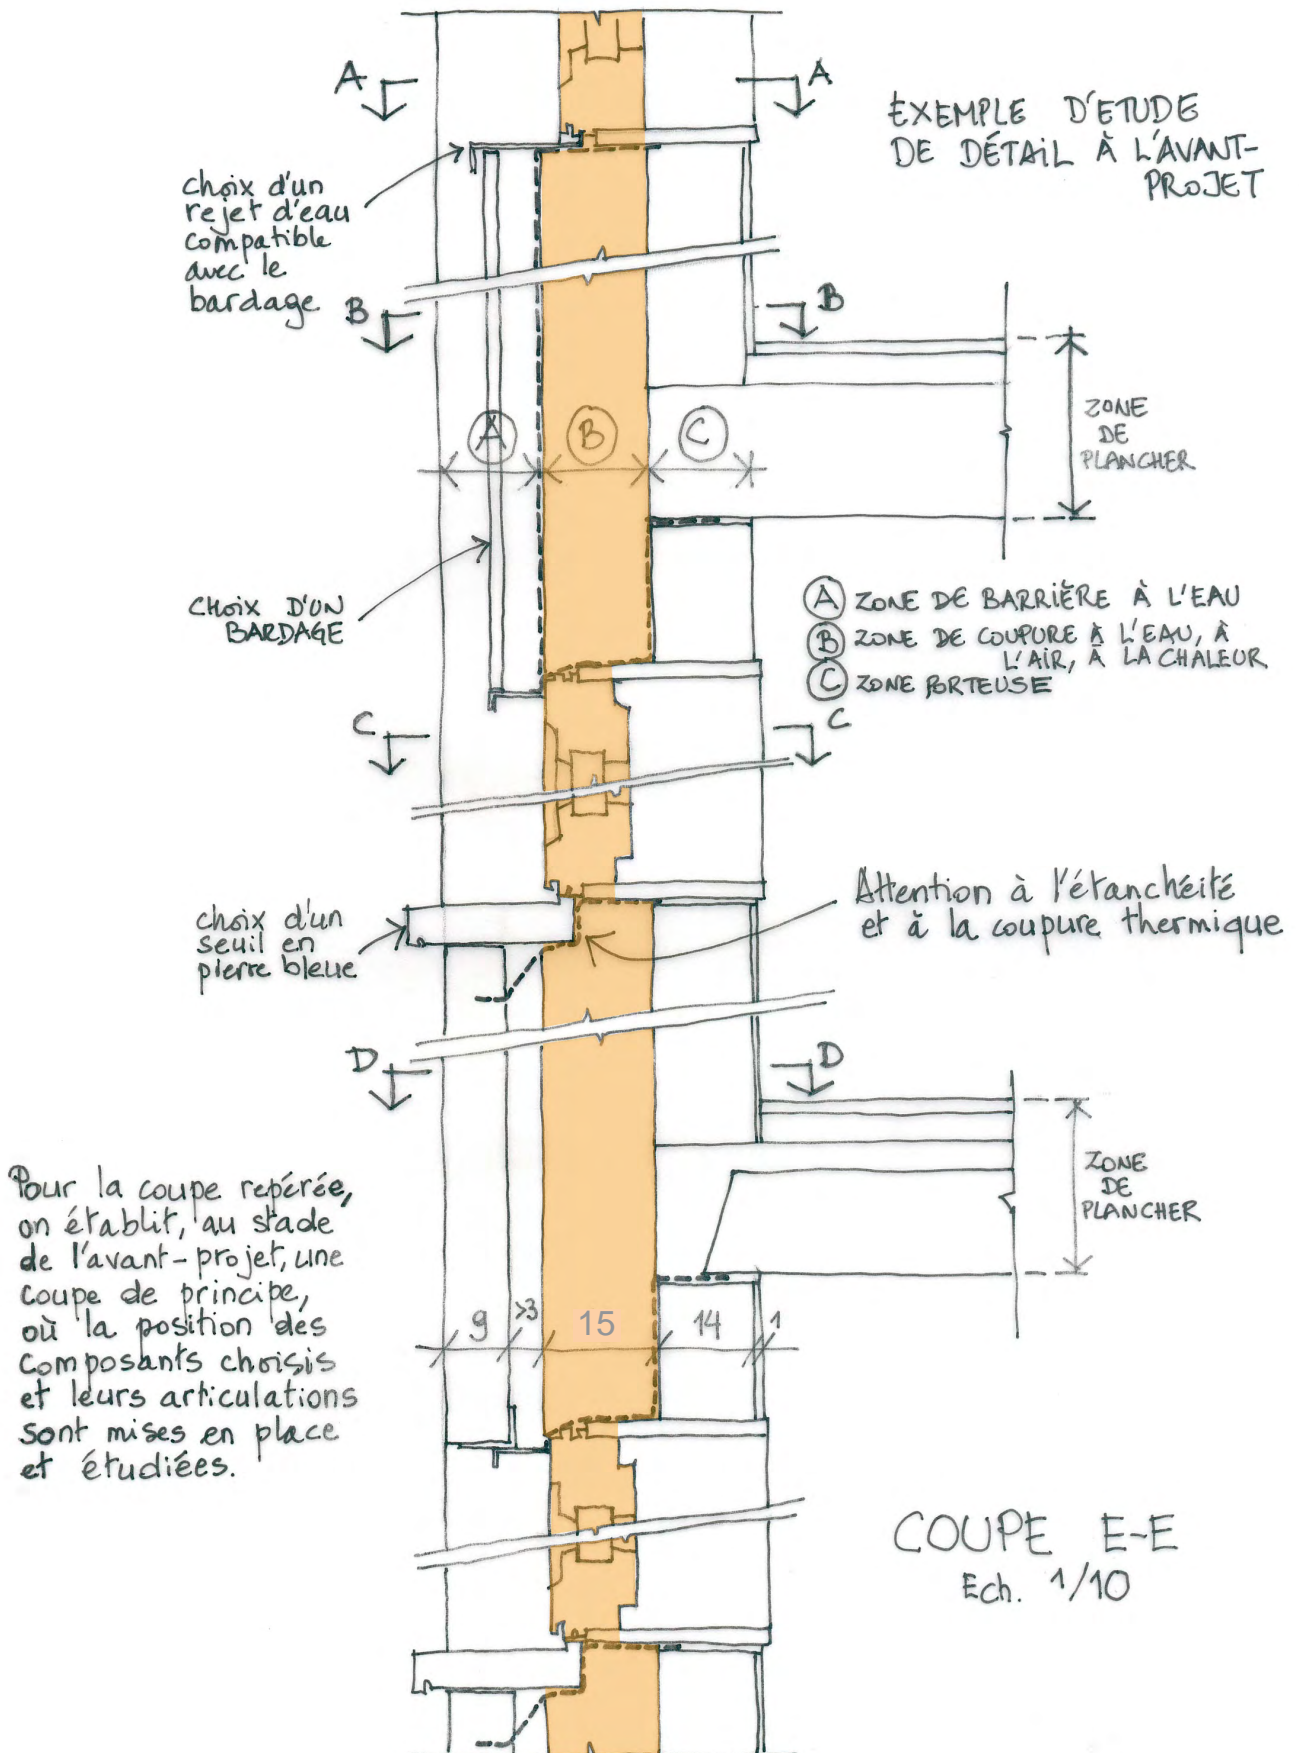 A
A
EXEMPLE D'ETUDE
DE DÉTAIL À L'AVANT-
PROJET
choix d'un
rejet d'eau
compatible
avec le
bardage
B
B
ZONE
DE
PLANCHER
A
B
C
CHOIX D'UN
BARDAGE
A ZONE DE BARRIÈRE À L'EAU
B ZONE DE COUPURE À L'EAU, À
L'AIR, À LA CHALEUR
C ZONE PORTEUSE
C
C
choix d'un
seuil en
pierre bleue
Attention à l'étanchéité
et à la coupure thermique
D
D
ZONE
DE
PLANCHER
Pour la coupe repérée,
on établit, au stade
de l'avant-projet, une
coupe de principe,
où la position des
composants choisis
et leurs articulations
sont mises en place
et étudiées.
9 >3 15 14 1
COUPE E-E
Ech. 1/10